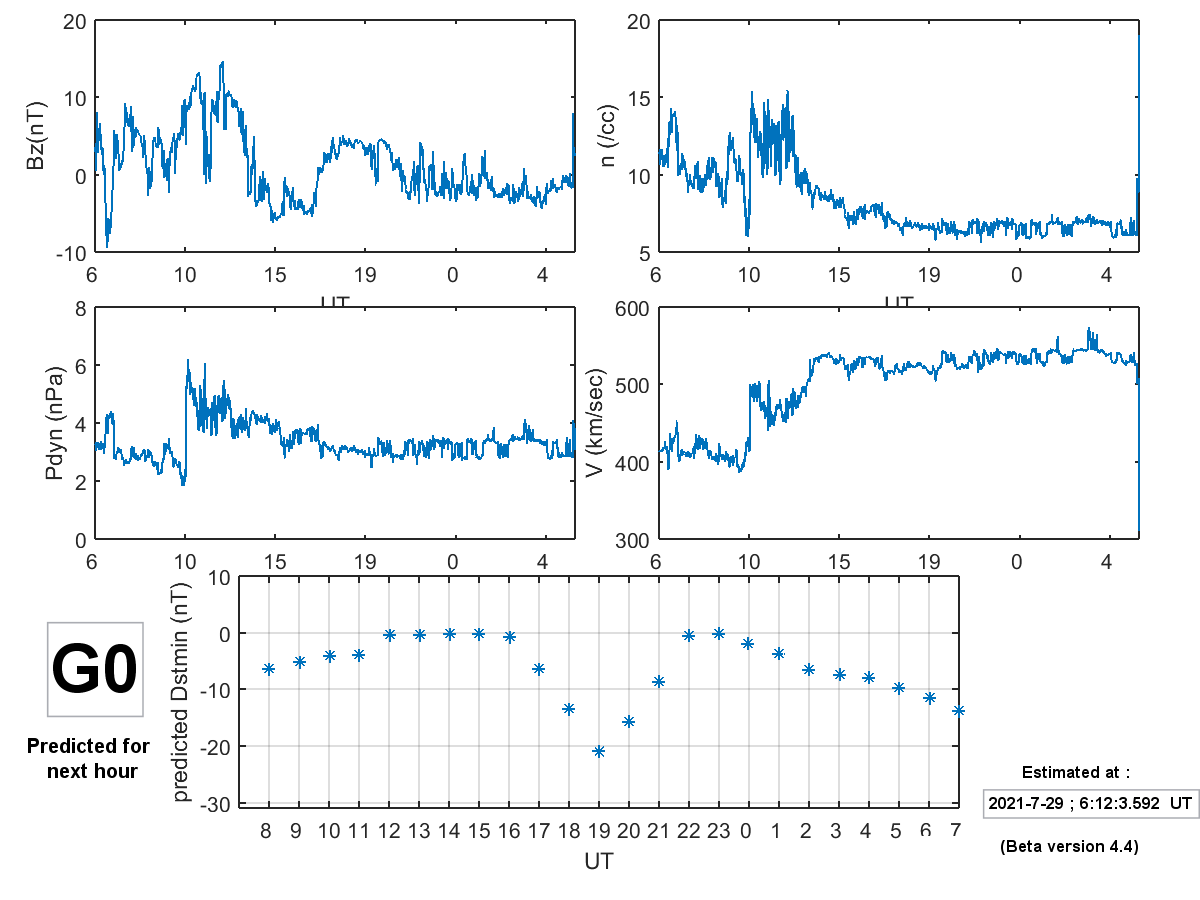 20
10
0
-10
Bz(nT)
6 10 15 19 0 4
UT
20
15
10
5
n (/cc)
6 10 15 19 0 4
UT
8
6
4
2
0
Pdyn (nPa)
6 10 15 19 0 4
600
500
400
300
V (km/sec)
6 10 15 19 0 4
G0
Predicted for
next hour
10
0
-10
-20
-30
predicted Dstmin (nT)
8 9 10 11 12 13 14 15 16 17 18 19 20 21 22 23 0 1 2 3 4 5 6 7
UT
Estimated at :
2021-7-29 ; 6:12:3.592 UT
(Beta version 4.4)